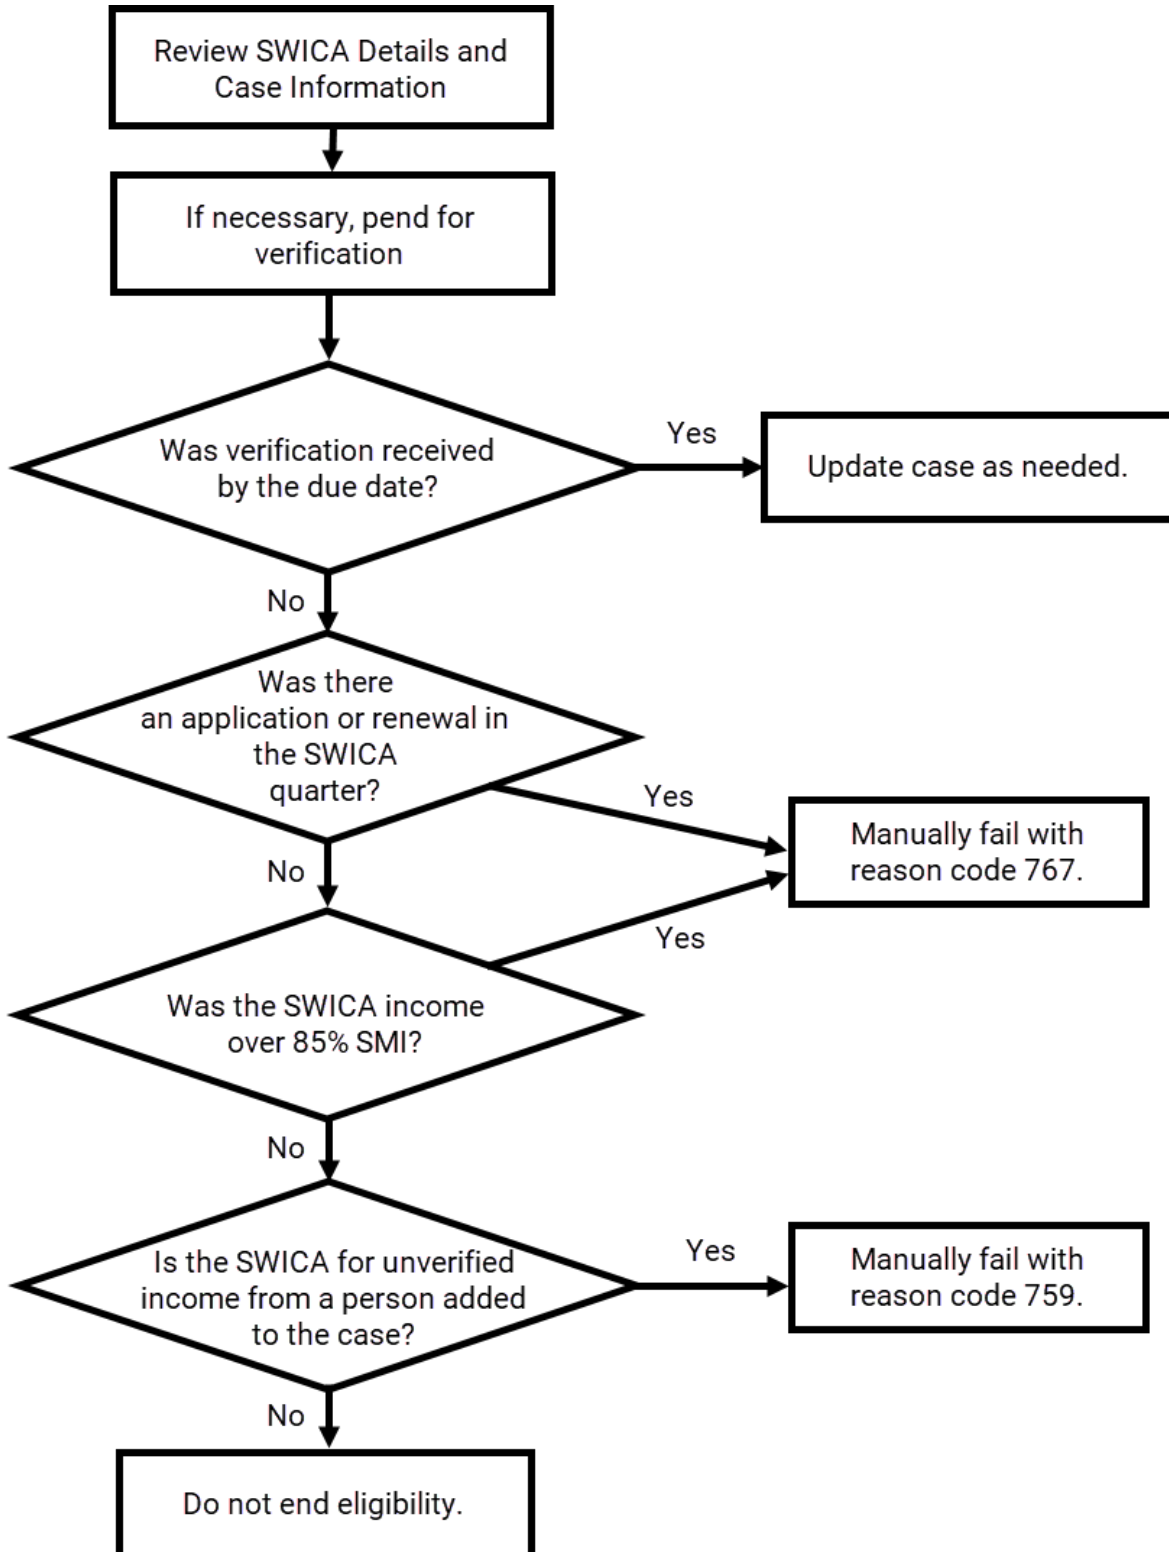 Review SWICA Details and
Case Information
If necessary, pend for
verification
Was verification received
by the due date?
Yes
Update case as needed.
No
Was there
an application or renewal in
the SWICA
quarter?
Yes
Manually fail with
reason code 767.
No
Yes
Was the SWICA income
over 85% SMI?
No
Is the SWICA for unverified
income from a person added
to the case?
Yes
Manually fail with
reason code 759.
No
Do not end eligibility.